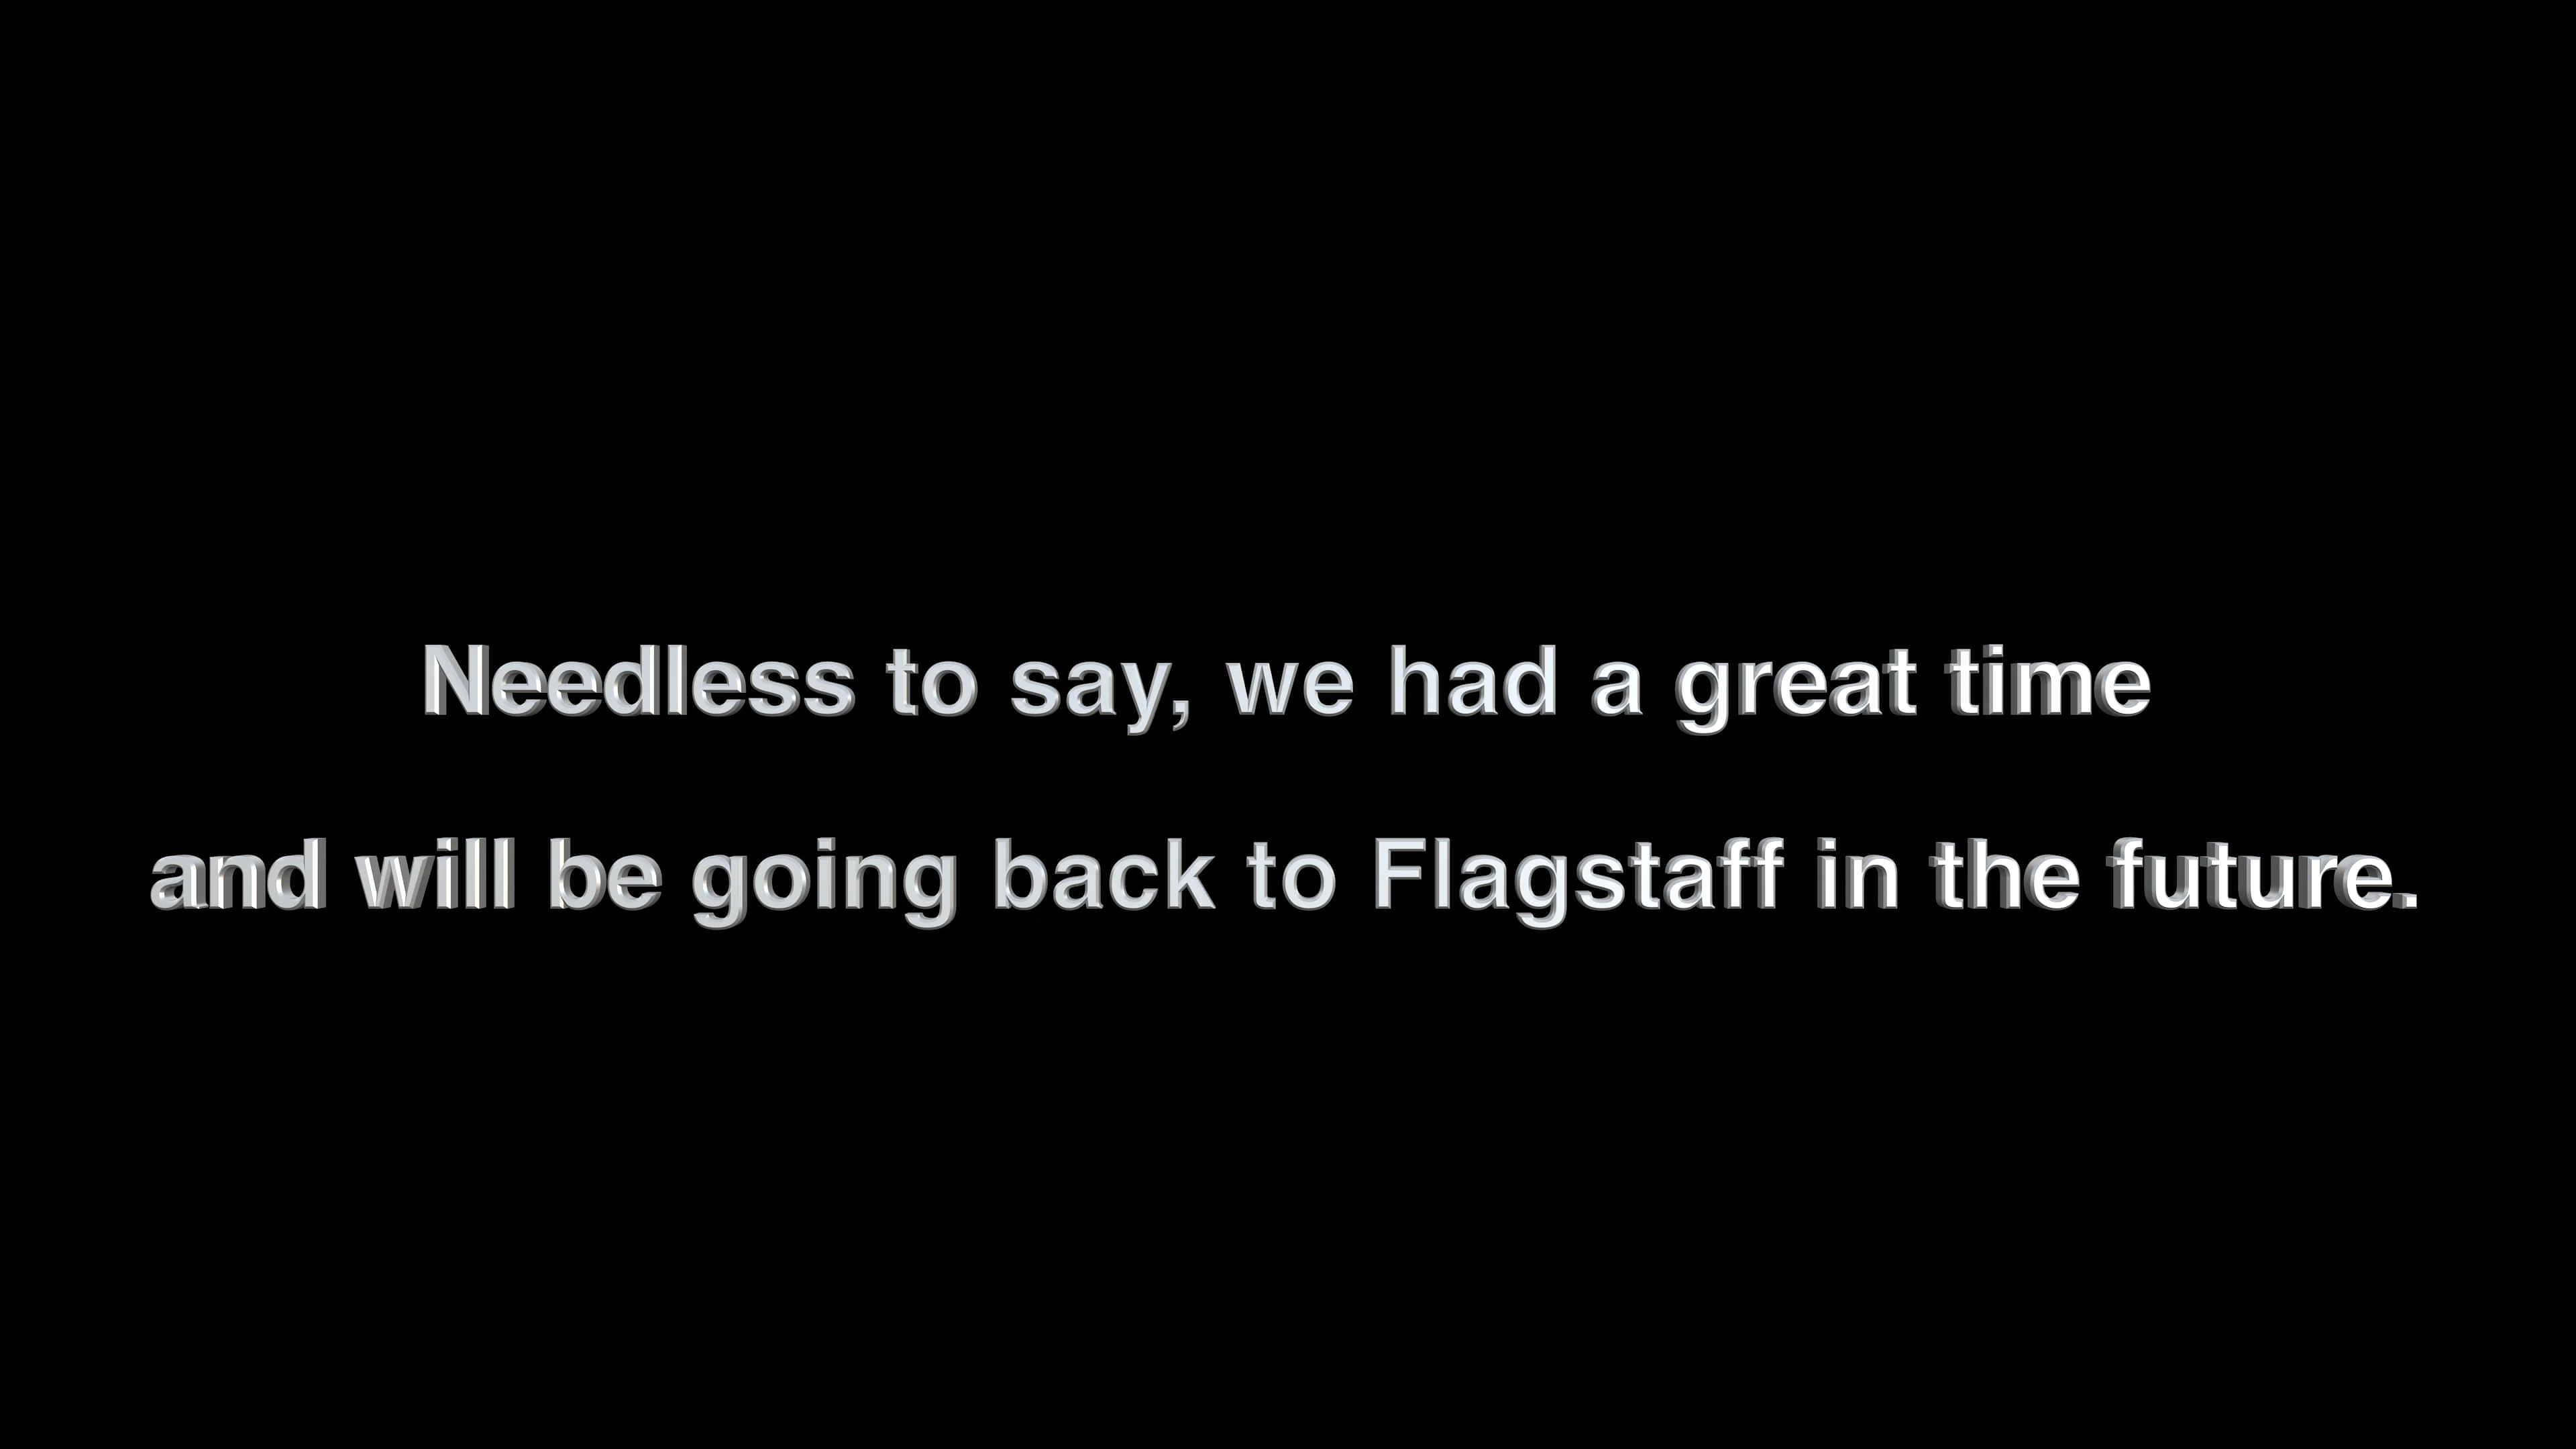 Needless to say, we had a great time
and will be going back to Flagstaff in the future.